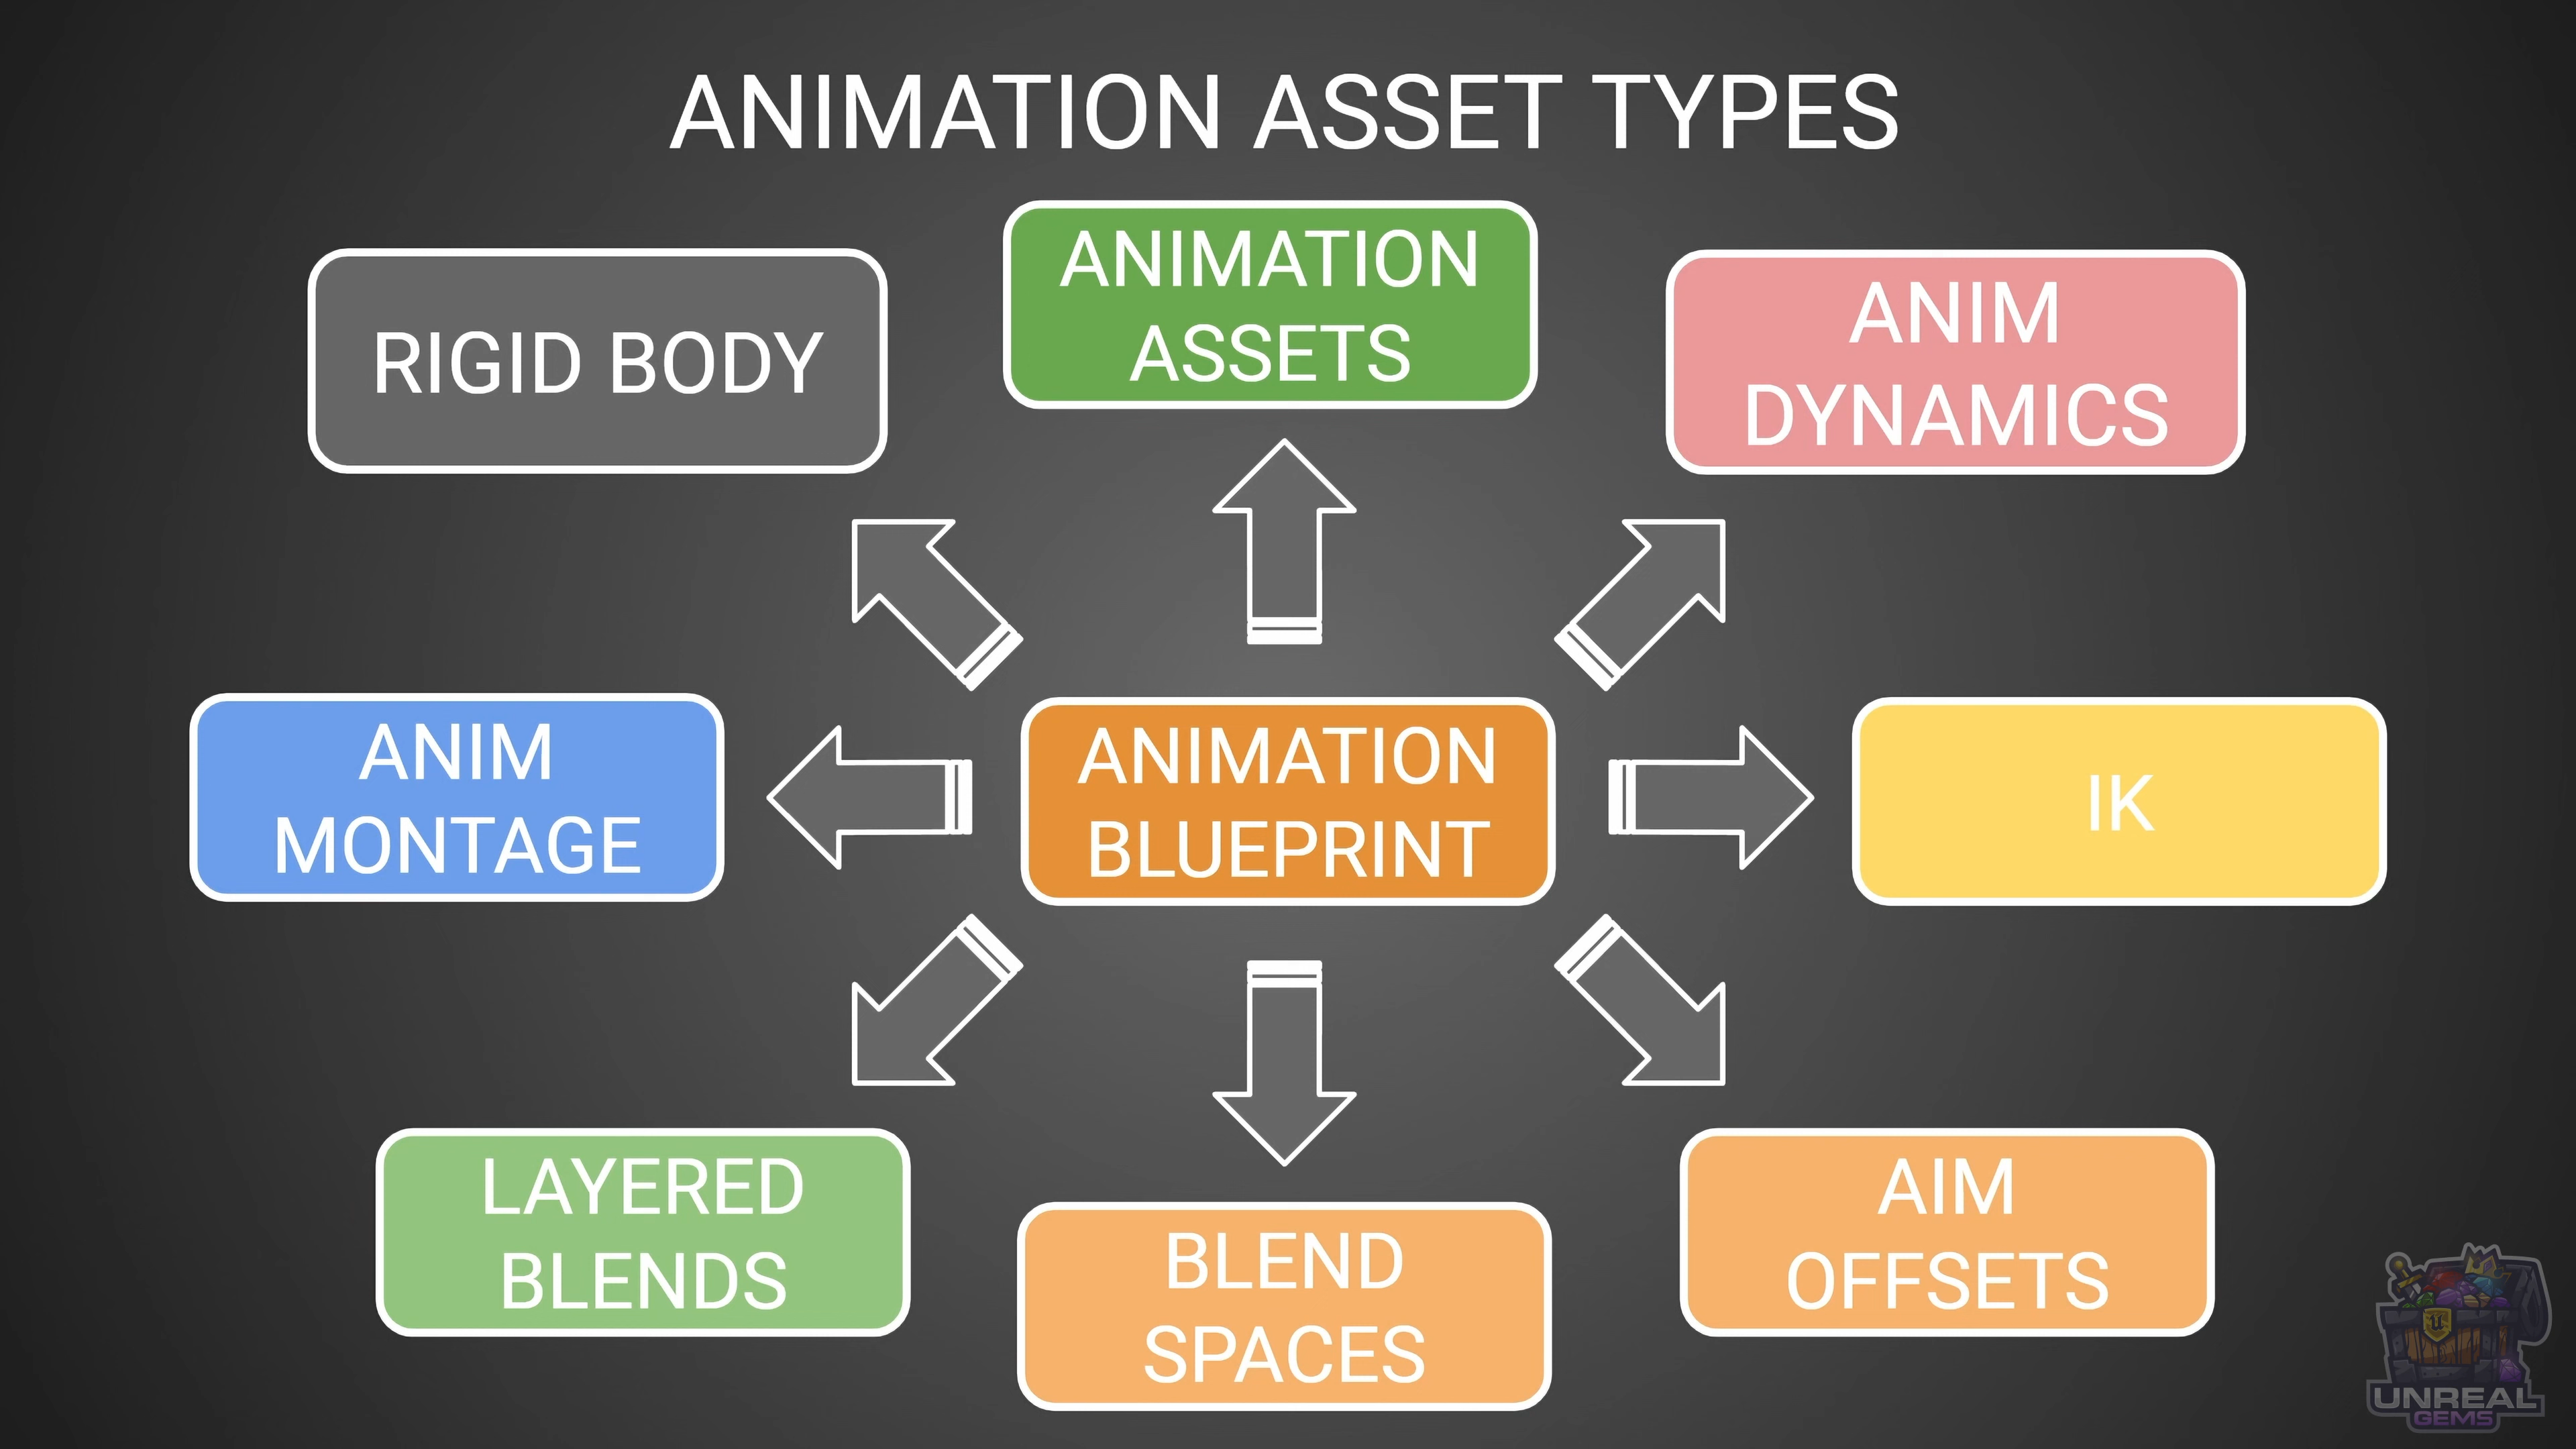 ANIMATION ASSET TYPES
RIGID BODY
ANIMATION
ASSETS
ANIM
DYNAMICS
ANIM
MONTAGE
ANIMATION
BLUEPRINT
IK
LAYERED
BLENDS
BLEND
SPACES
AIM
OFFSETS
UNREAL
GEMS